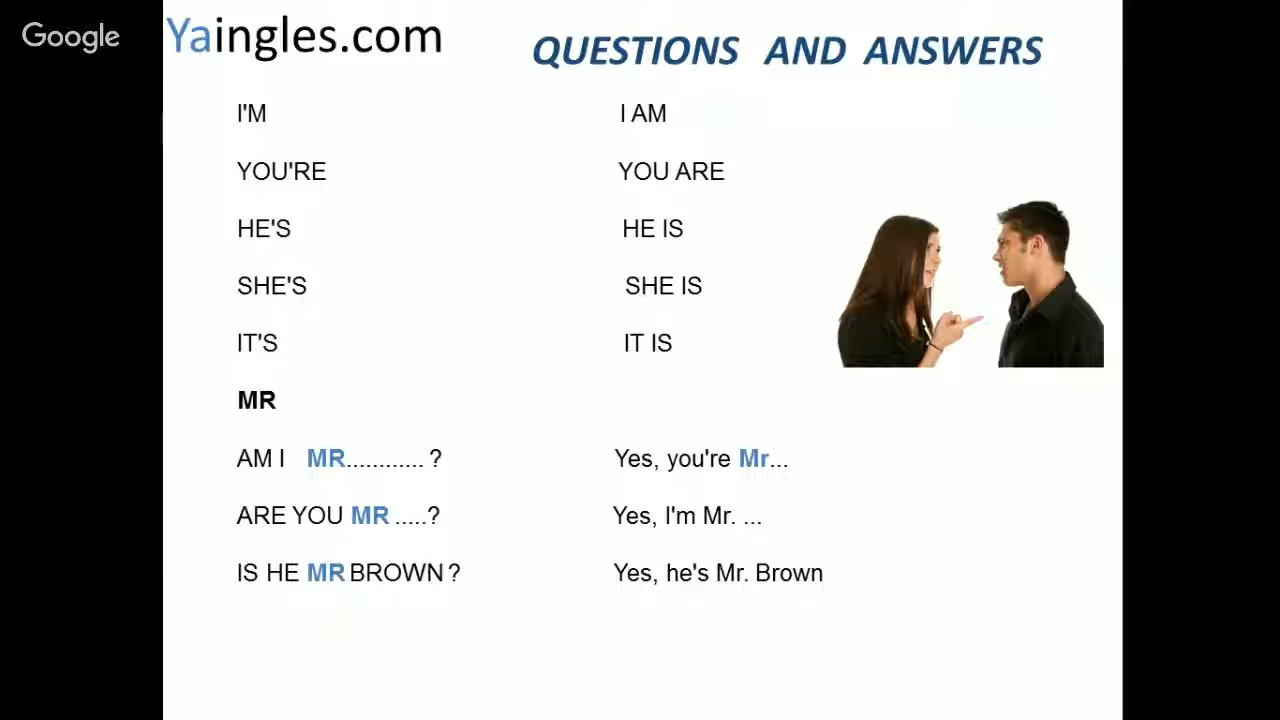 Google
Yaingles.com
QUESTIONS AND ANSWERS
I'M I AM
YOU'RE YOU ARE
HE'S HE IS
SHE'S SHE IS
IT'S IT IS
MR
AM I MR............ ? Yes, you're Mr...
ARE YOU MR .....? Yes, I'm Mr. ...
IS HE MR BROWN ? Yes, he's Mr. Brown